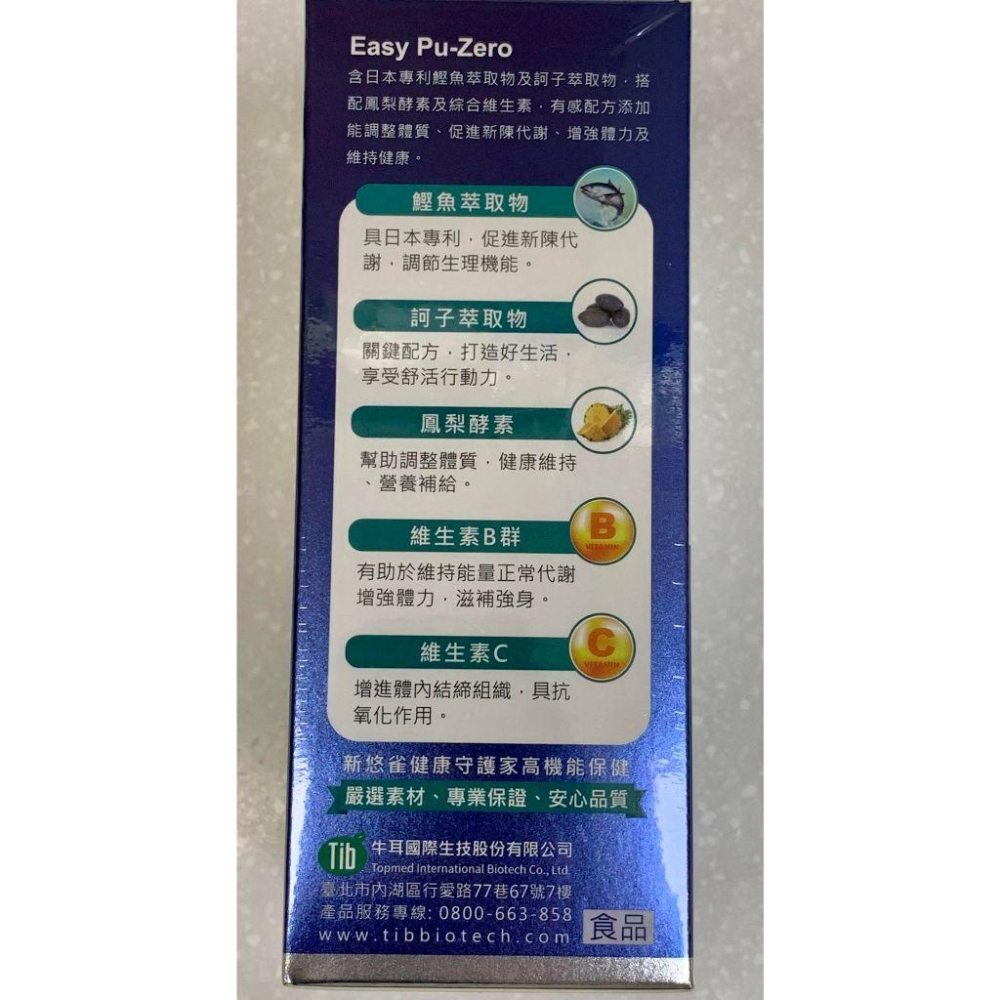 Easy Pu-Zero
含日本專利鰹魚萃取物及訶子萃取物，搭
配鳳梨酵素及綜合維生素，有感配方添加
能調整體質、促進新陳代謝、增強體力及
維持健康。
鰹魚萃取物
具日本專利，促進新陳代
謝，調節生理機能。
訶子萃取物
關鍵配方，打造好生活，
享受舒活行動力。
鳳梨酵素
幫助調整體質，健康維持
、營養補給。
維生素B群
B
VITAMIN
有助於維持能量正常代謝
增強體力，滋補強身。
維生素C
C
VITAMIN
增進體內結締組織，具抗
氧化作用。
新悠雀健康守護家高機能保健
嚴選素材、專業保證、安心品質
Tib
牛耳國際生技股份有限公司
Topmed International Biotech Co., Ltd.
臺北市內湖區行愛路77巷67號7樓
產品服務專線: 0800-663-858
www.tibbiotech.com
食品